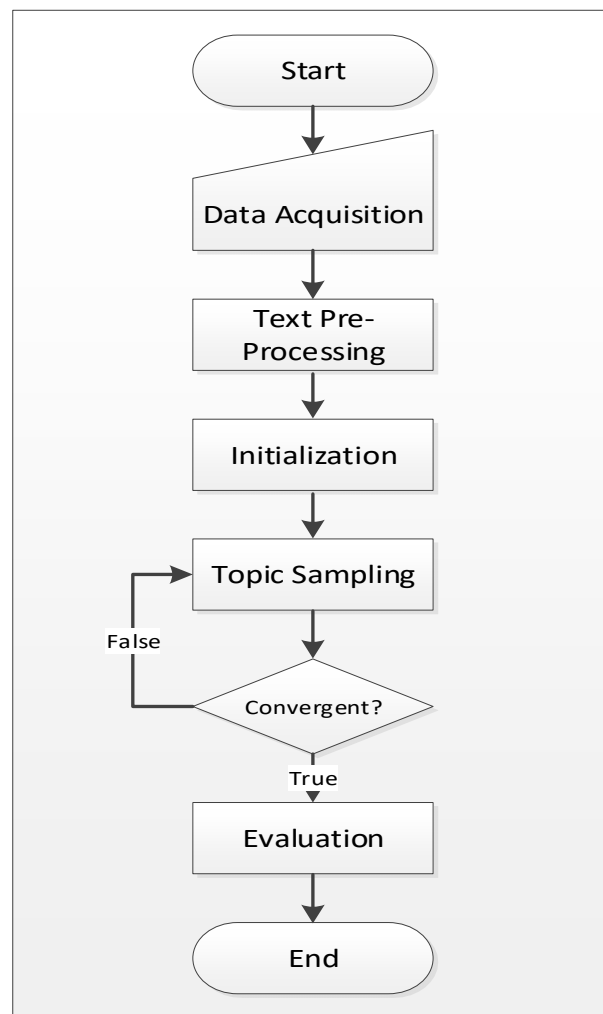 Start
Data Acquisition
Text Pre-
Processing
Initialization
Topic Sampling
False
Convergent?
True
Evaluation
End